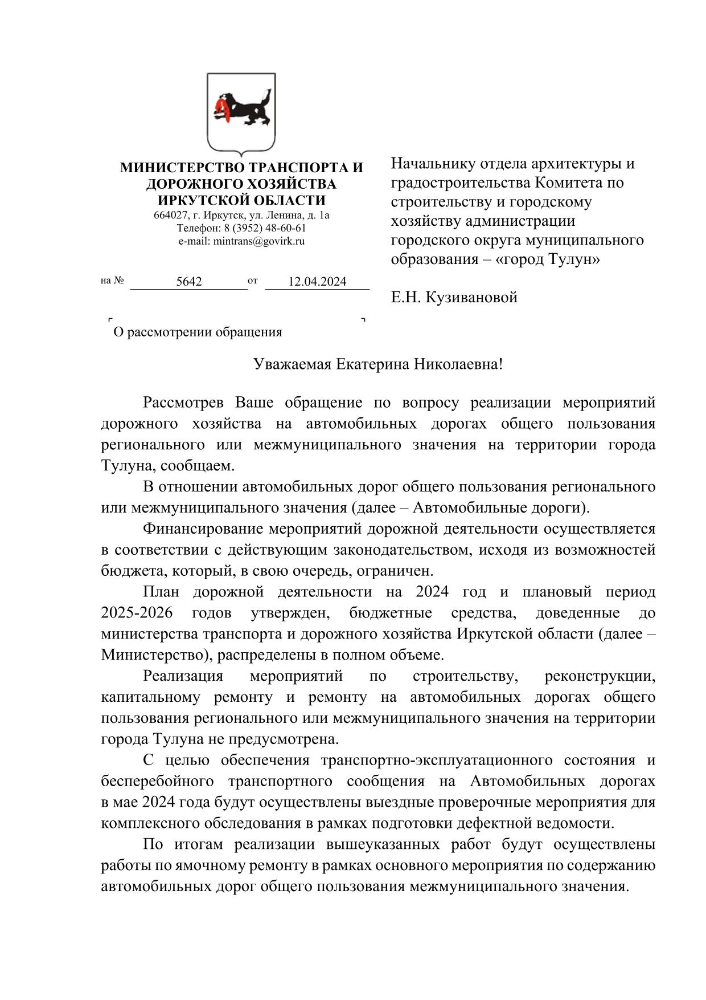 МИНИСТЕРСТВО ТРАНСПОРТА И
ДОРОЖНОГО ХОЗЯЙСТВА
ИРКУТСКОЙ ОБЛАСТИ
664027, г. Иркутск, ул. Ленина, д. 1а
Телефон: 8 (3952) 48-60-61
e-mail: mintrans@govirk.ru
на № 5642 от 12.04.2024
О рассмотрении обращения
Начальнику отдела архитектуры и
градостроительства Комитета по
строительству и городскому
хозяйству администрации
городского округа муниципального
образования – «город Тулун»
Е.Н. Кузивановой
Уважаемая Екатерина Николаевна!
Рассмотрев Ваше обращение по вопросу реализации мероприятий
дорожного хозяйства на автомобильных дорогах общего пользования
регионального или межмуниципального значения на территории города
Тулуна, сообщаем.
В отношении автомобильных дорог общего пользования регионального
или межмуниципального значения (далее – Автомобильные дороги).
Финансирование мероприятий дорожной деятельности осуществляется
в соответствии с действующим законодательством, исходя из возможностей
бюджета, который, в свою очередь, ограничен.
План дорожной деятельности на 2024 год и плановый период
2025-2026 годов утвержден, бюджетные средства, доведенные до
министерства транспорта и дорожного хозяйства Иркутской области (далее –
Министерство), распределены в полном объеме.
Реализация мероприятий по строительству, реконструкции,
капитальному ремонту и ремонту на автомобильных дорогах общего
пользования регионального или межмуниципального значения на территории
города Тулуна не предусмотрена.
С целью обеспечения транспортно-эксплуатационного состояния и
бесперебойного транспортного сообщения на Автомобильных дорогах
в мае 2024 года будут осуществлены выездные проверочные мероприятия для
комплексного обследования в рамках подготовки дефектной ведомости.
По итогам реализации вышеуказанных работ будут осуществлены
работы по ямочному ремонту в рамках основного мероприятия по содержанию
автомобильных дорог общего пользования межмуниципального значения.